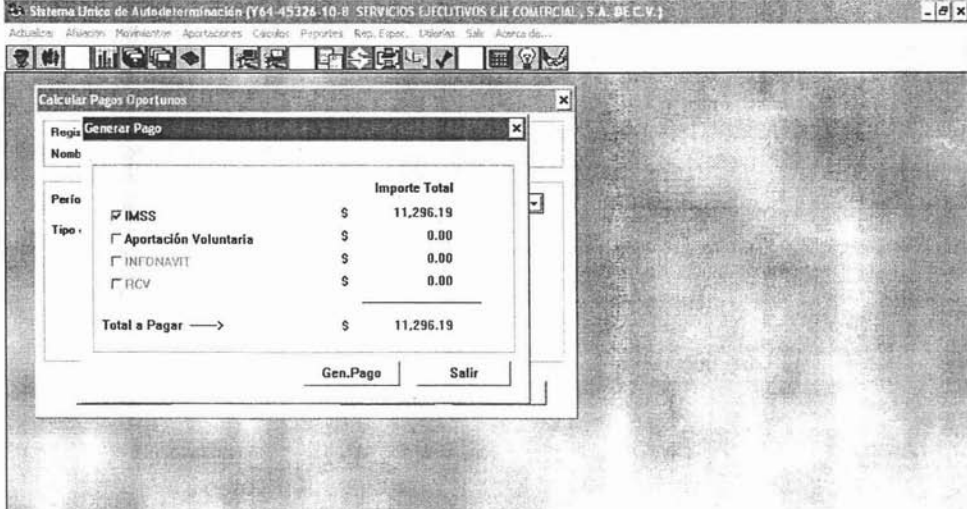 Sistema Unico de Autodeterminación (Y64-45326-10-8 SERVICIOS EJECUTIVOS EJE COMERCIAL, S.A. DE C.V.)
Actualizar Afiliación Movimientos Aportaciones Cálculos Reportes Rep. Espec. Utilerías Salir Acerca de...
Calcular Pagos Oportunos
Regis
Nomb
Perío
Tipo
Generar Pago
Importe Total
IMSS $ 11,296.19
Aportación Voluntaria $ 0.00
INFONAVIT $ 0.00
RCV $ 0.00
Total a Pagar ----> $ 11,296.19
Gen.Pago Salir